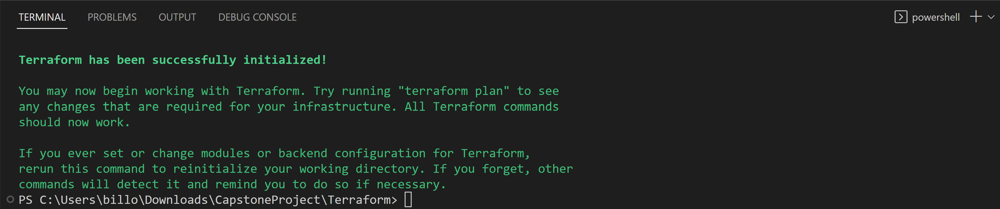 TERMINAL PROBLEMS OUTPUT DEBUG CONSOLE powershell
Terraform has been successfully initialized!
You may now begin working with Terraform. Try running "terraform plan" to see
any changes that are required for your infrastructure. All Terraform commands
should now work.
If you ever set or change modules or backend configuration for Terraform,
rerun this command to reinitialize your working directory. If you forget, other
commands will detect it and remind you to do so if necessary.
PS C:\Users\billo\Downloads\CapstoneProject\Terraform>